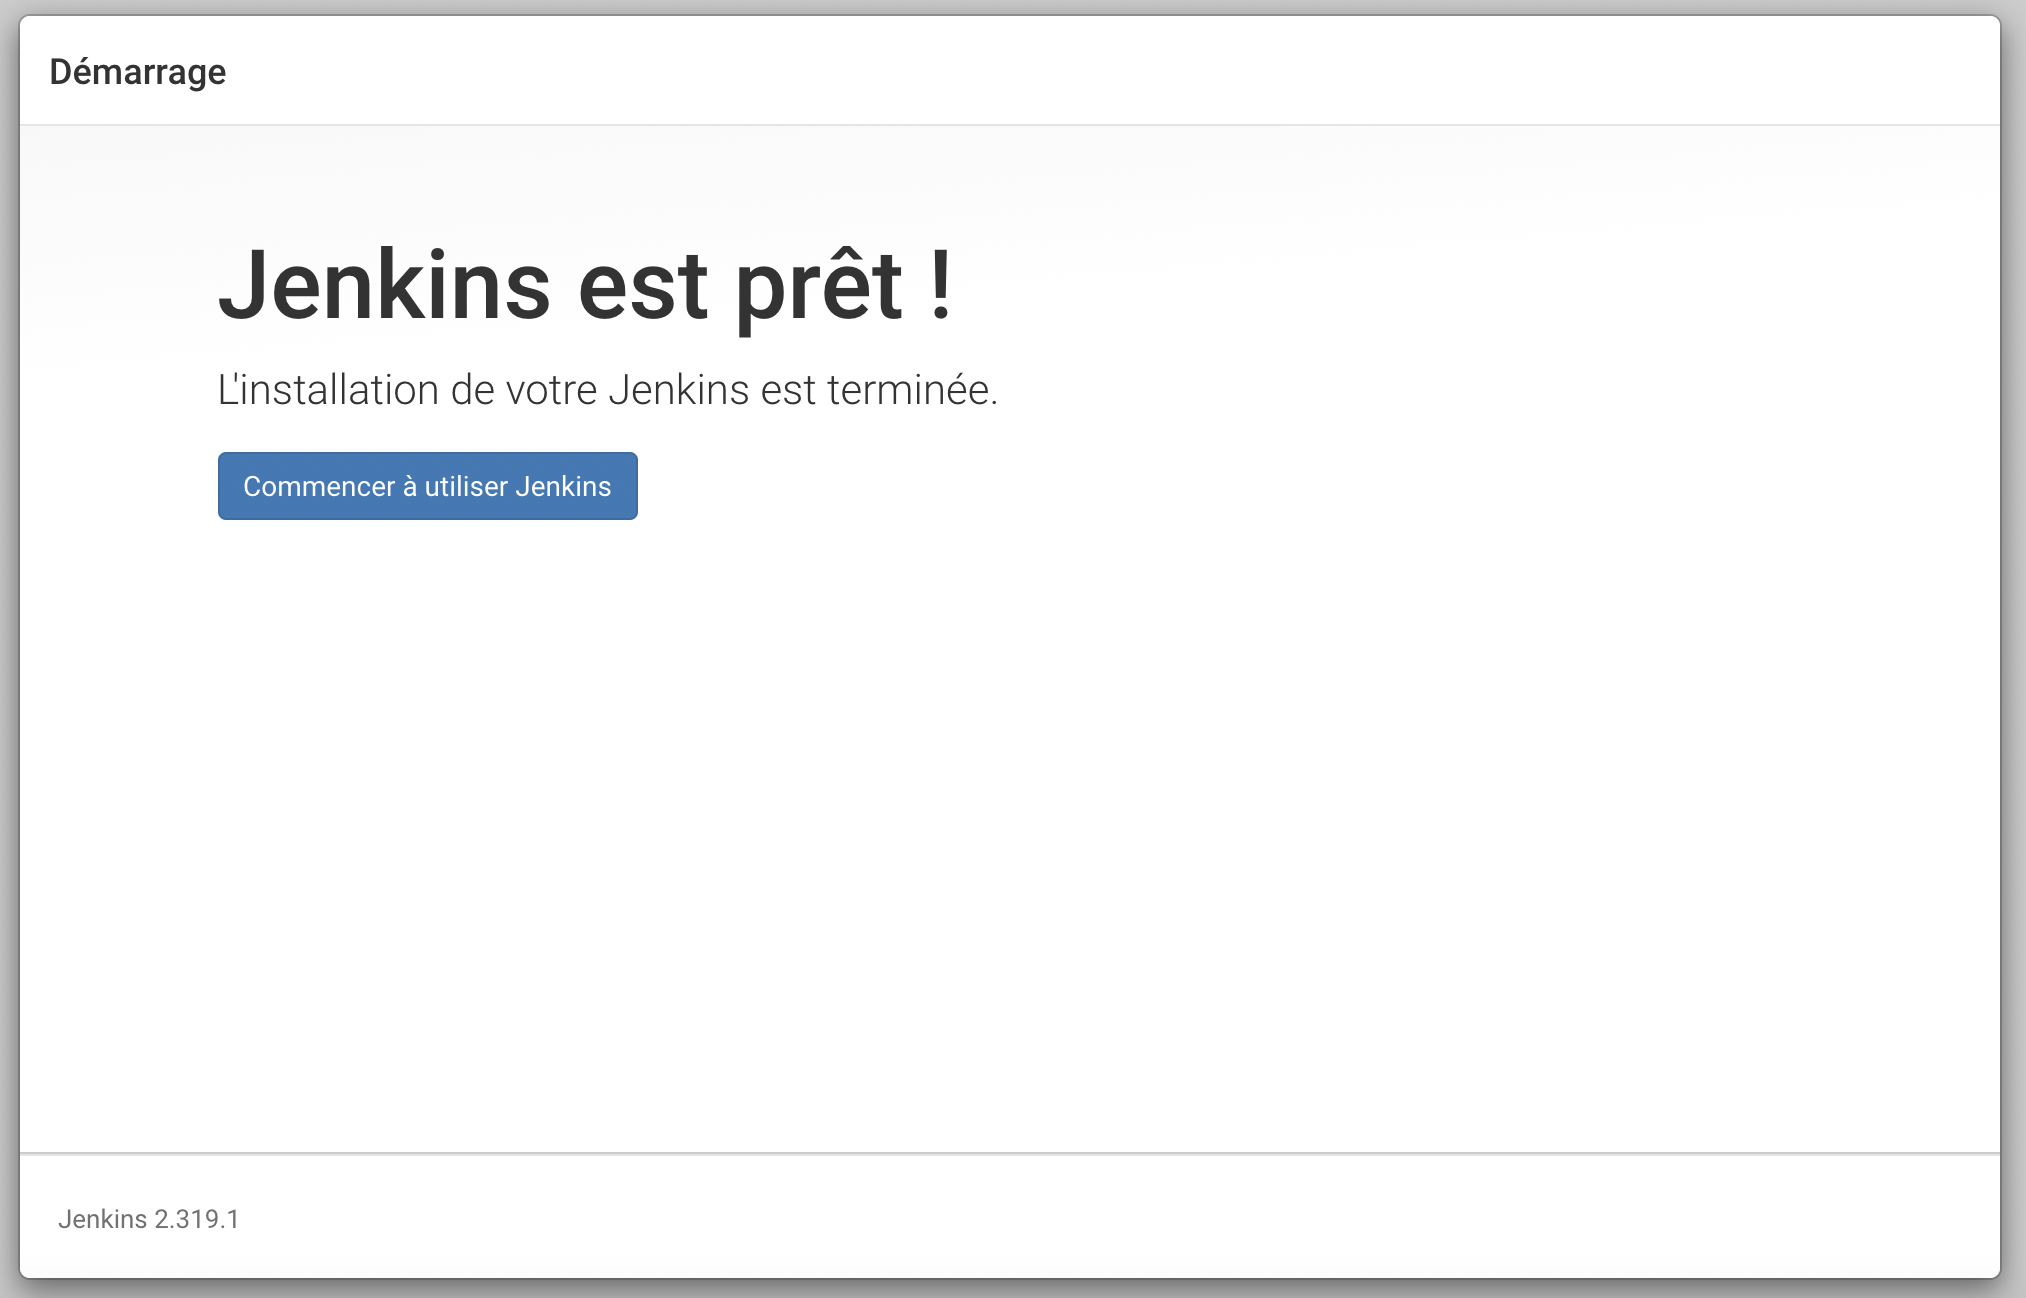 Démarrage
Jenkins est prêt !
L'installation de votre Jenkins est terminée.
Commencer à utiliser Jenkins
Jenkins 2.319.1